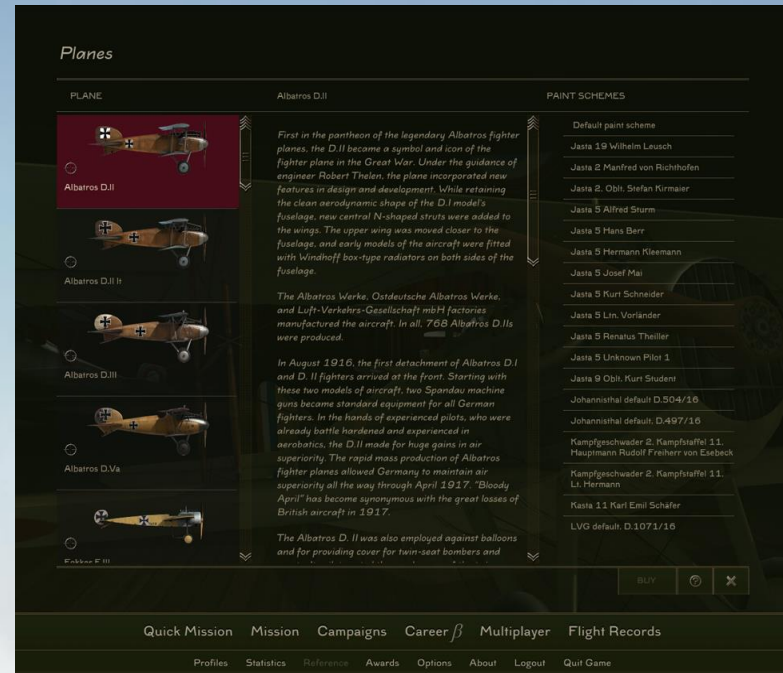 Planes
PLANE
Albatros D.II
PAINT SCHEMES
Albatros D.II
Albatros D.II lt
Albatros D.III
Albatros D.Va
Fokker E.III
First in the pantheon of the legendary Albatros fighter
planes, the D.II became a symbol and icon of the
fighter plane in the Great War. Under the guidance of
engineer Robert Thelen, the plane incorporated new
features in design and development. While retaining
the clean aerodynamic shape of the D.I model's
fuselage, new central N-shaped struts were added to
the wings. The upper wing was moved closer to the
fuselage, and early models of the aircraft were fitted
with Windhoff box-type radiators on both sides of the
fuselage.
The Albatros Werke, Ostdeutsche Albatros Werke,
and Luft-Verkehrs-Gesellschaft mbH factories
manufactured the aircraft. In all, 768 Albatros D.IIs
were produced.
In August 1916, the first detachment of Albatros D.I
and D. II fighters arrived at the front. Starting with
these two models of aircraft, two Spandau machine
guns became standard equipment for all German
fighters. In the hands of experienced pilots, who were
already battle hardened and experienced in
aerobatics, the D.II made for huge gains in air
superiority. The rapid mass production of Albatros
fighter planes allowed Germany to maintain air
superiority all the way through April 1917. "Bloody
April" has become synonymous with the great losses of
British aircraft in 1917.
The Albatros D. II was also employed against balloons
and for providing cover for twin-seat bombers and
Default paint scheme
Jasta 19 Wilhelm Leusch
Jasta 2 Manfred von Richthofen
Jasta 2. Oblt. Stefan Kirmaier
Jasta 5 Alfred Sturm
Jasta 5 Hans Berr
Jasta 5 Hermann Kleemann
Jasta 5 Josef Mai
Jasta 5 Kurt Schneider
Jasta 5 Ltn. Vorländer
Jasta 5 Renatus Theiller
Jasta 5 Unknown Pilot 1
Jasta 9 Oblt. Kurt Student
Johannisthal default D.504/16
Johannisthal default. D.497/16
Kampfgeschwader 2. Kampfstaffel 11.
Hauptmann Rudolf Freiherr von Esebeck
Kampfgeschwader 2. Kampfstaffel 11.
Lt. Hermann
Kasta 11 Karl Emil Schäfer
LVG default. D.1071/16
BUY
Quick Mission Mission Campaigns Career β Multiplayer Flight Records
Profiles Statistics Reference Awards Options About Logout Quit Game